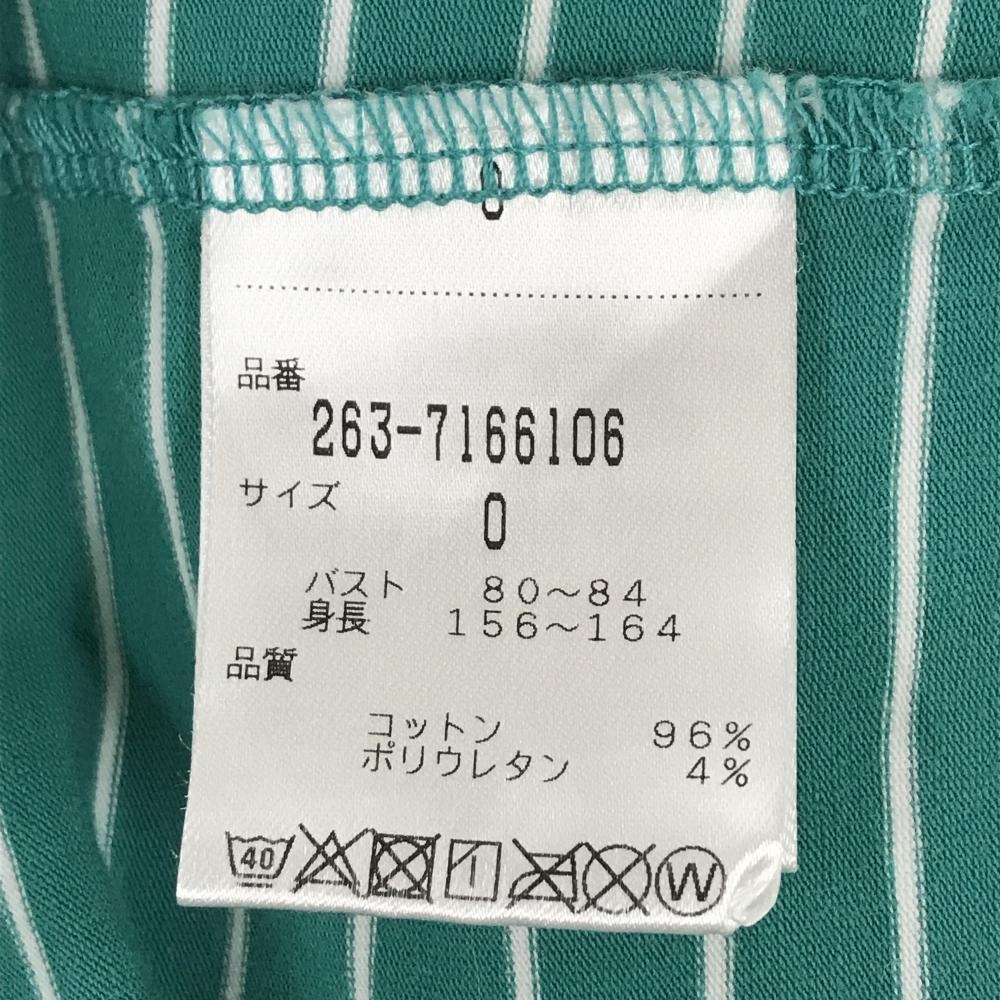 0
品番
263-7166106
サイズ
0
バスト 80～84
身長 156～164
品質
コットン 96%
ポリウレタン 4%
40 W